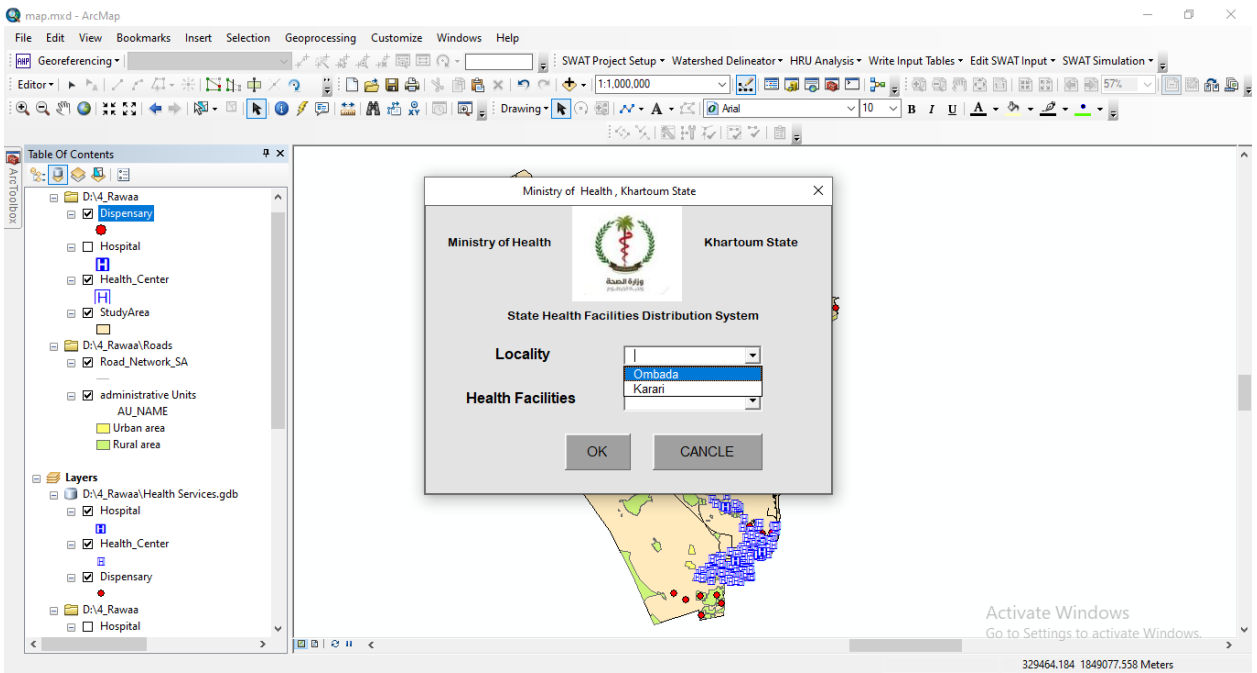 map.mxd - ArcMap
File Edit View Bookmarks Insert Selection Geoprocessing Customize Windows Help
Georeferencing SWAT Project Setup Watershed Delineator HRU Analysis Write Input Tables Edit SWAT Input SWAT Simulation
Editor 1:1,000,000 57%
Drawing A Arial 10 B I U A
Table Of Contents
ArcToolbox
D:\4_Rawaa
Dispensary
Hospital
H
Health_Center
H
StudyArea
D:\4_Rawaa\Roads
Road_Network_SA
administrative Units
AU_NAME
Urban area
Rural area
Layers
D:\4_Rawaa\Health Services.gdb
Hospital
H
Health_Center
H
Dispensary
D:\4_Rawaa
Hospital
Ministry of Health , Khartoum State
Ministry of Health Khartoum State
وزارة الصحة
State Health Facilities Distribution System
Locality
Ombada
Karari
Health Facilities
OK CANCLE
Activate Windows
Go to Settings to activate Windows.
329464.184 1849077.558 Meters